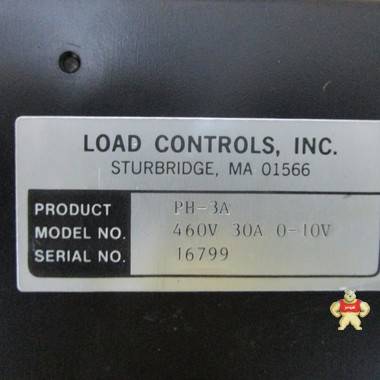 LOAD CONTROLS, INC.
STURBRIDGE, MA 01566
PRODUCT PH-3A
MODEL NO. 460V 30A 0-10V
SERIAL NO. 16799